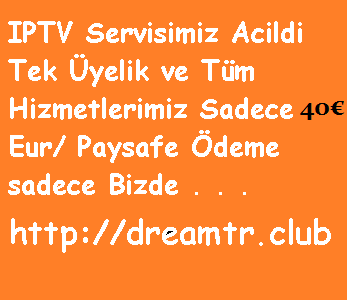 IPTV Servisimiz Acildi
Tek Üyelik ve Tüm
Hizmetlerimiz Sadece 40€
Eur/ Paysafe Ödeme
sadece Bizde . . .
http://dreamtr.club